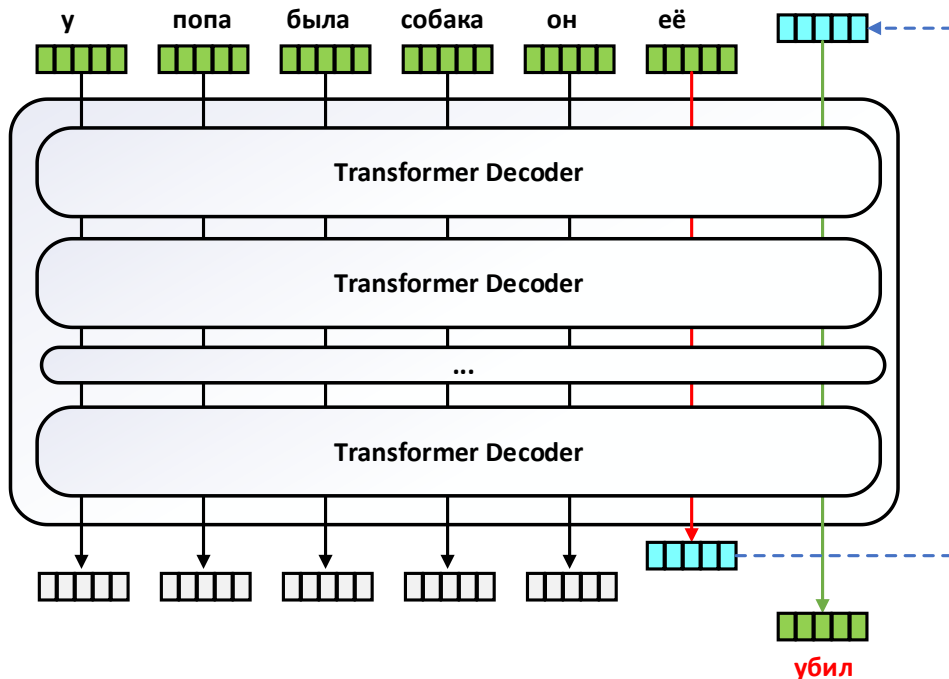 у попа была собака он её
Transformer Decoder
Transformer Decoder
...
Transformer Decoder
убил